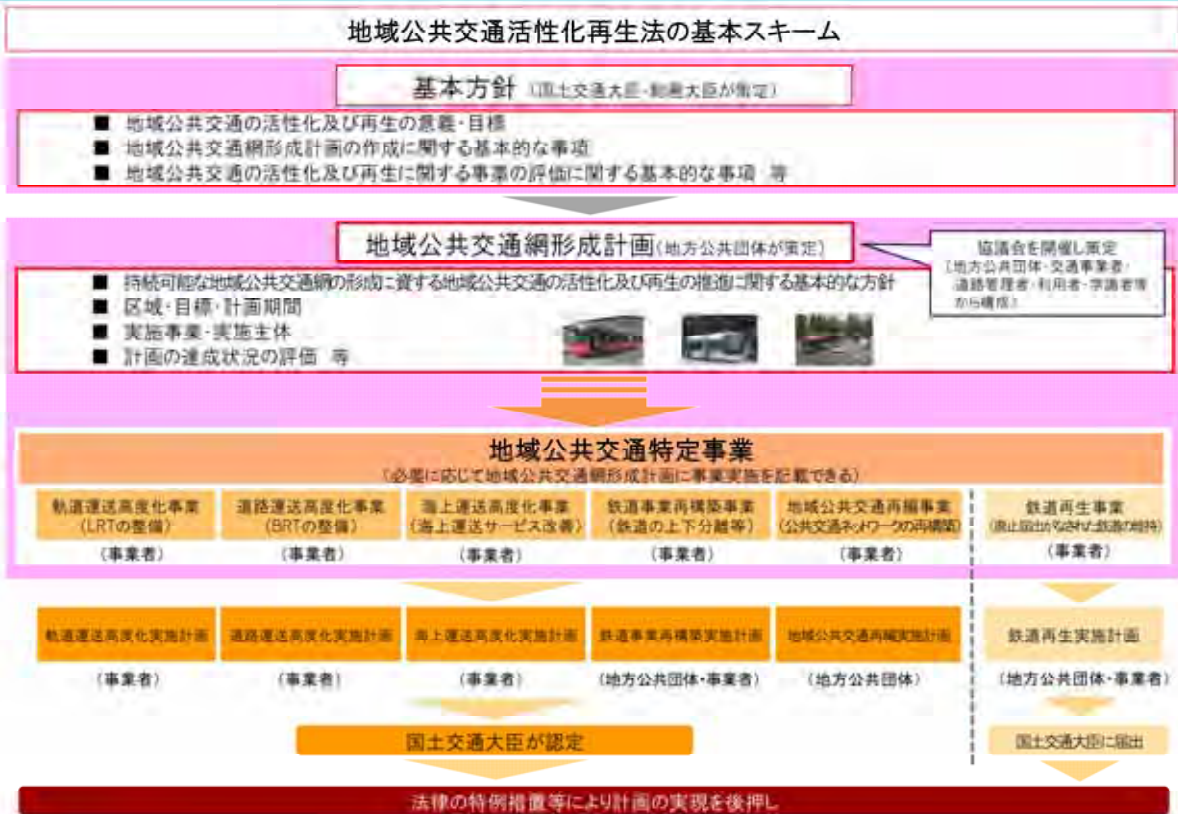 地域公共交通活性化再生法の基本スキーム
基本方針 (国土交通大臣・総務大臣が策定)
■ 地域公共交通の活性化及び再生の意義・目標
■ 地域公共交通網形成計画の作成に関する基本的な事項
■ 地域公共交通の活性化及び再生に関する事業の評価に関する基本的な事項 等
地域公共交通網形成計画(地方公共団体が策定)
協議会を開催し策定
(地方公共団体・交通事業者・
道路管理者・利用者・学識者等
から構成)
■ 持続可能な地域公共交通網の形成に資する地域公共交通の活性化及び再生の推進に関する基本的な方針
■ 区域・目標・計画期間
■ 実施事業・実施主体
■ 計画の達成状況の評価 等
地域公共交通特定事業
(必要に応じて地域公共交通網形成計画に事業実施を記載できる)
軌道運送高度化事業
(LRTの整備)
(事業者)
道路運送高度化事業
(BRTの整備)
(事業者)
海上運送高度化事業
(海上運送サービス改善)
(事業者)
鉄道事業再構築事業
(鉄道の上下分離等)
(事業者)
地域公共交通再編事業
(公共交通ネットワークの再構築)
(事業者)
鉄道再生事業
(廃止届出がなされた鉄道の維持)
(事業者)
軌道運送高度化実施計画
(事業者)
道路運送高度化実施計画
(事業者)
海上運送高度化実施計画
(事業者)
鉄道事業再構築実施計画
(地方公共団体・事業者)
地域公共交通再編実施計画
(地方公共団体)
鉄道再生実施計画
(地方公共団体・事業者)
国土交通大臣が認定
国土交通大臣に届出
法律の特例措置等により計画の実現を後押し